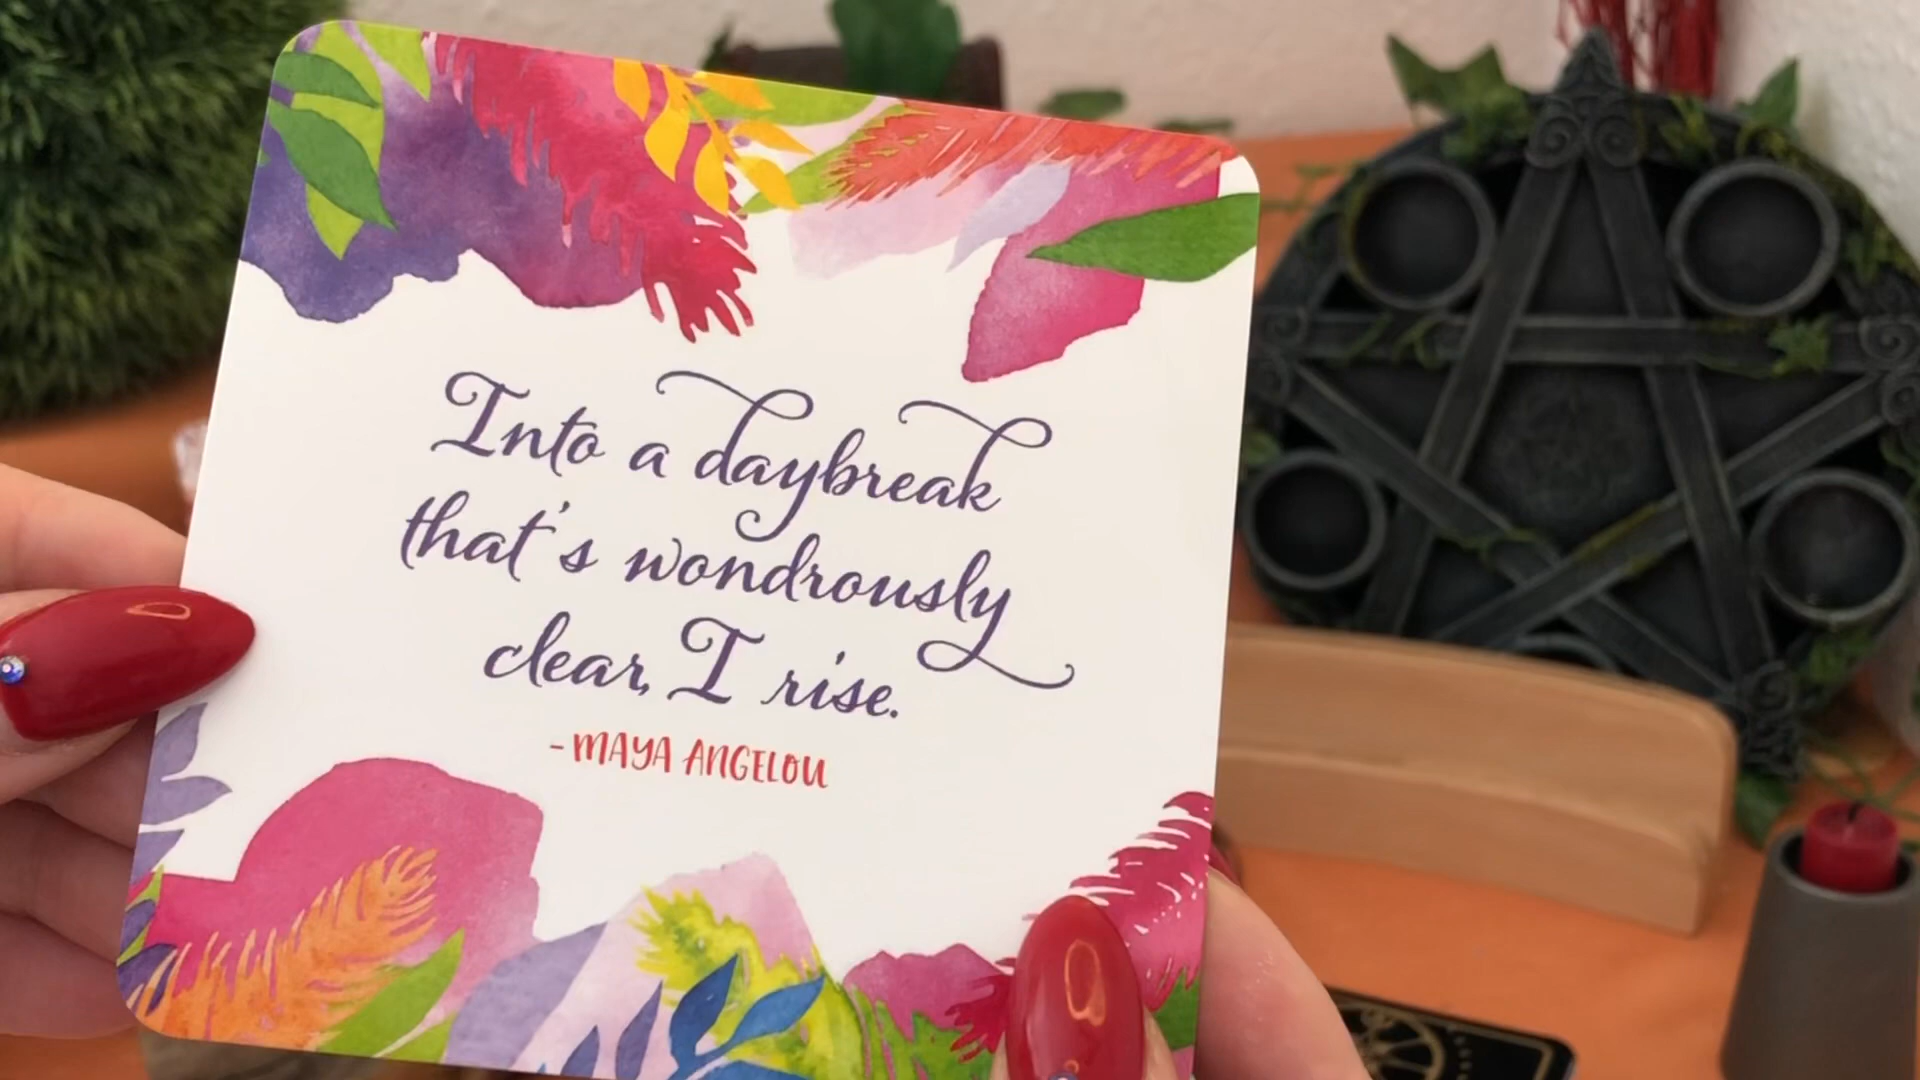 Into a daybreak
that's wondrously
clear, I rise.
- MAYA ANGELOU